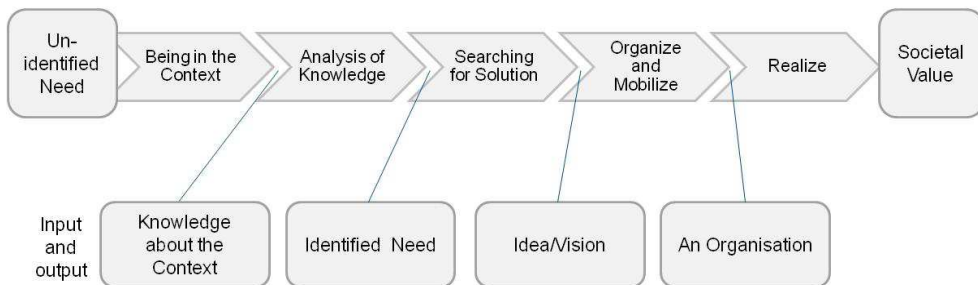 Un-
identified
Need
Being in the
Context
Analysis of
Knowledge
Searching
for Solution
Organize
and
Mobilize
Realize
Societal
Value
Input
and
output
Knowledge
about the
Context
Identified Need
Idea/Vision
An Organisation